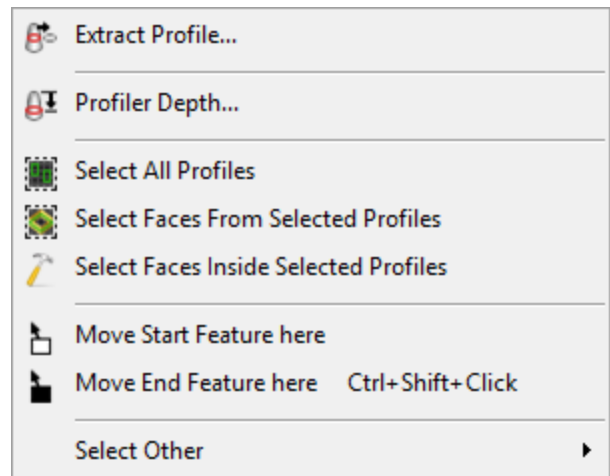 Extract Profile...
Profiler Depth...
Select All Profiles
Select Faces From Selected Profiles
Select Faces Inside Selected Profiles
Move Start Feature here
Move End Feature here Ctrl+Shift+Click
Select Other